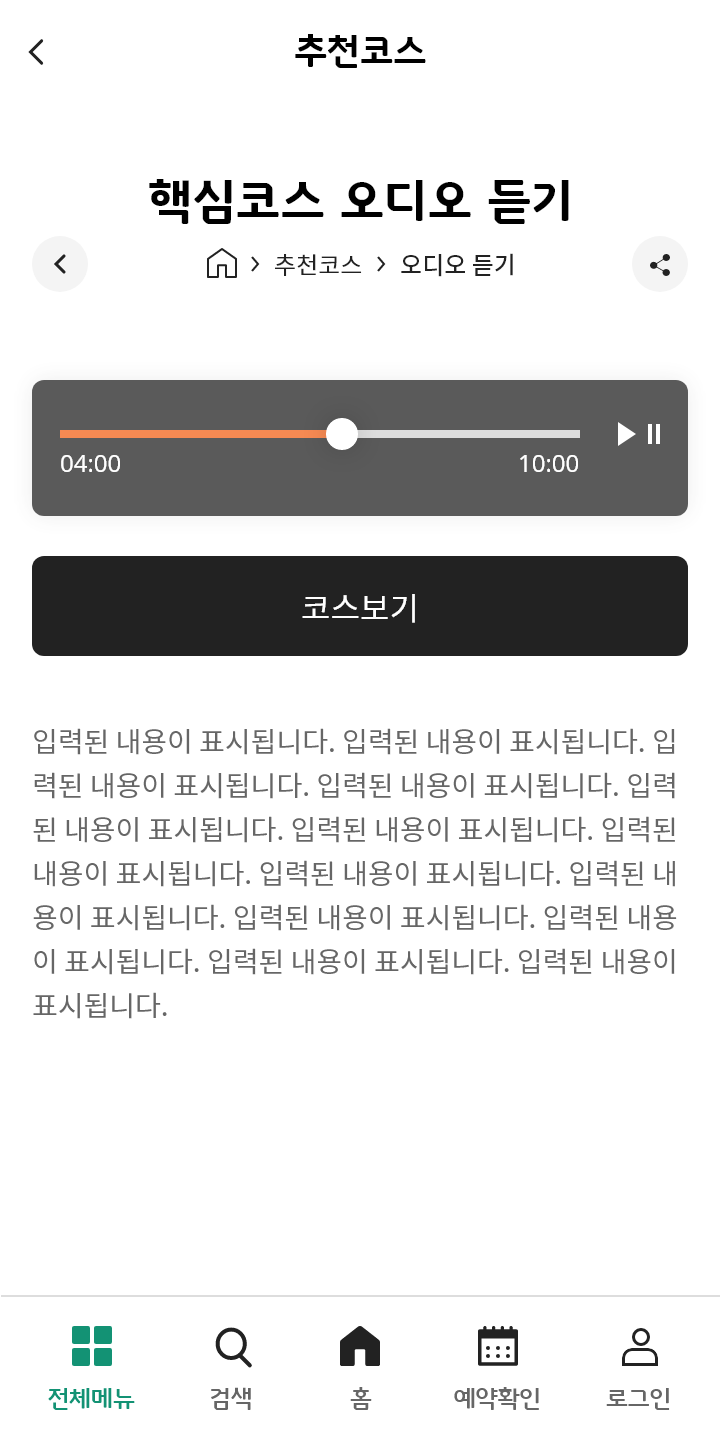 추천코스
핵심코스 오디오 듣기
추천코스 오디오 듣기
04:00 10:00
코스보기
입력된 내용이 표시됩니다. 입력된 내용이 표시됩니다. 입
력된 내용이 표시됩니다. 입력된 내용이 표시됩니다. 입력
된 내용이 표시됩니다. 입력된 내용이 표시됩니다. 입력된
내용이 표시됩니다. 입력된 내용이 표시됩니다. 입력된 내
용이 표시됩니다. 입력된 내용이 표시됩니다. 입력된 내용
이 표시됩니다. 입력된 내용이 표시됩니다. 입력된 내용이
표시됩니다.
전체메뉴 검색 홈 예약확인 로그인